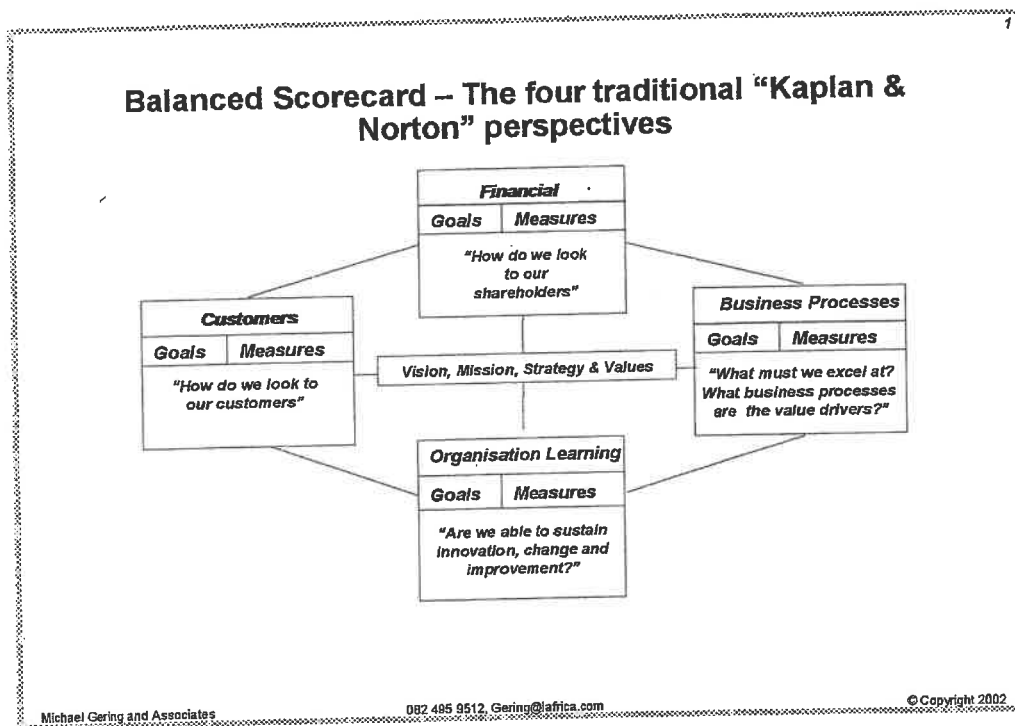 1
Balanced Scorecard – The four traditional “Kaplan &
Norton” perspectives
Financial
Goals Measures
"How do we look
to our
shareholders"
Customers
Goals Measures
"How do we look to
our customers"
Vision, Mission, Strategy & Values
Business Processes
Goals Measures
"What must we excel at?
What business processes
are the value drivers?"
Organisation Learning
Goals Measures
"Are we able to sustain
innovation, change and
improvement?"
Michael Gering and Associates
082 495 9512, Gering@iafrica.com
© Copyright 2002